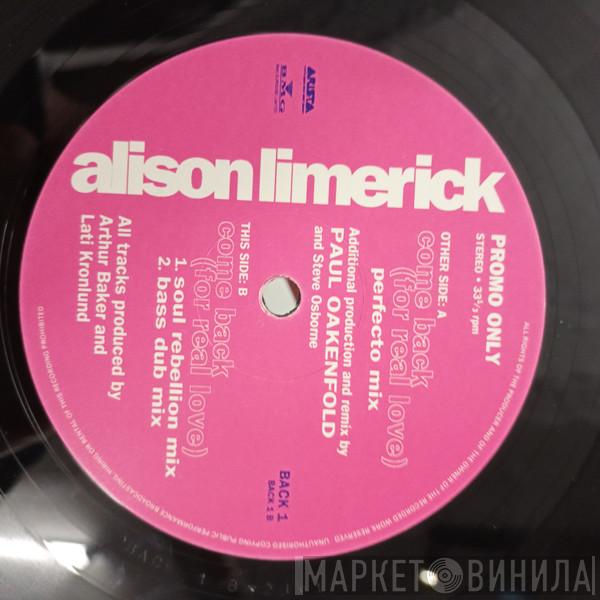 ARISTA
BMG
alison limerick
PROMO ONLY
STEREO • 33⅓ rpm
OTHER SIDE: A
come back
(for real love)
perfecto mix
Additional production and remix by
PAUL OAKENFOLD
and Steve Osborne
THIS SIDE: B
come back
(for real love)
1. soul rebellion mix
2. bass dub mix
All tracks produced by
Arthur Baker and
Lati Kronlund
BACK 1
BACK 1 B
ALL RIGHTS OF THE PRODUCER AND OF THE OWNER OF THE RECORDED WORK RESERVED UNAUTHORISED COPYING PUBLIC PERFORMANCE BROADCASTING, HIRING OR RENTAL OF THIS RECORDING PROHIBITED
МАРКЕТ ВИНИЛА